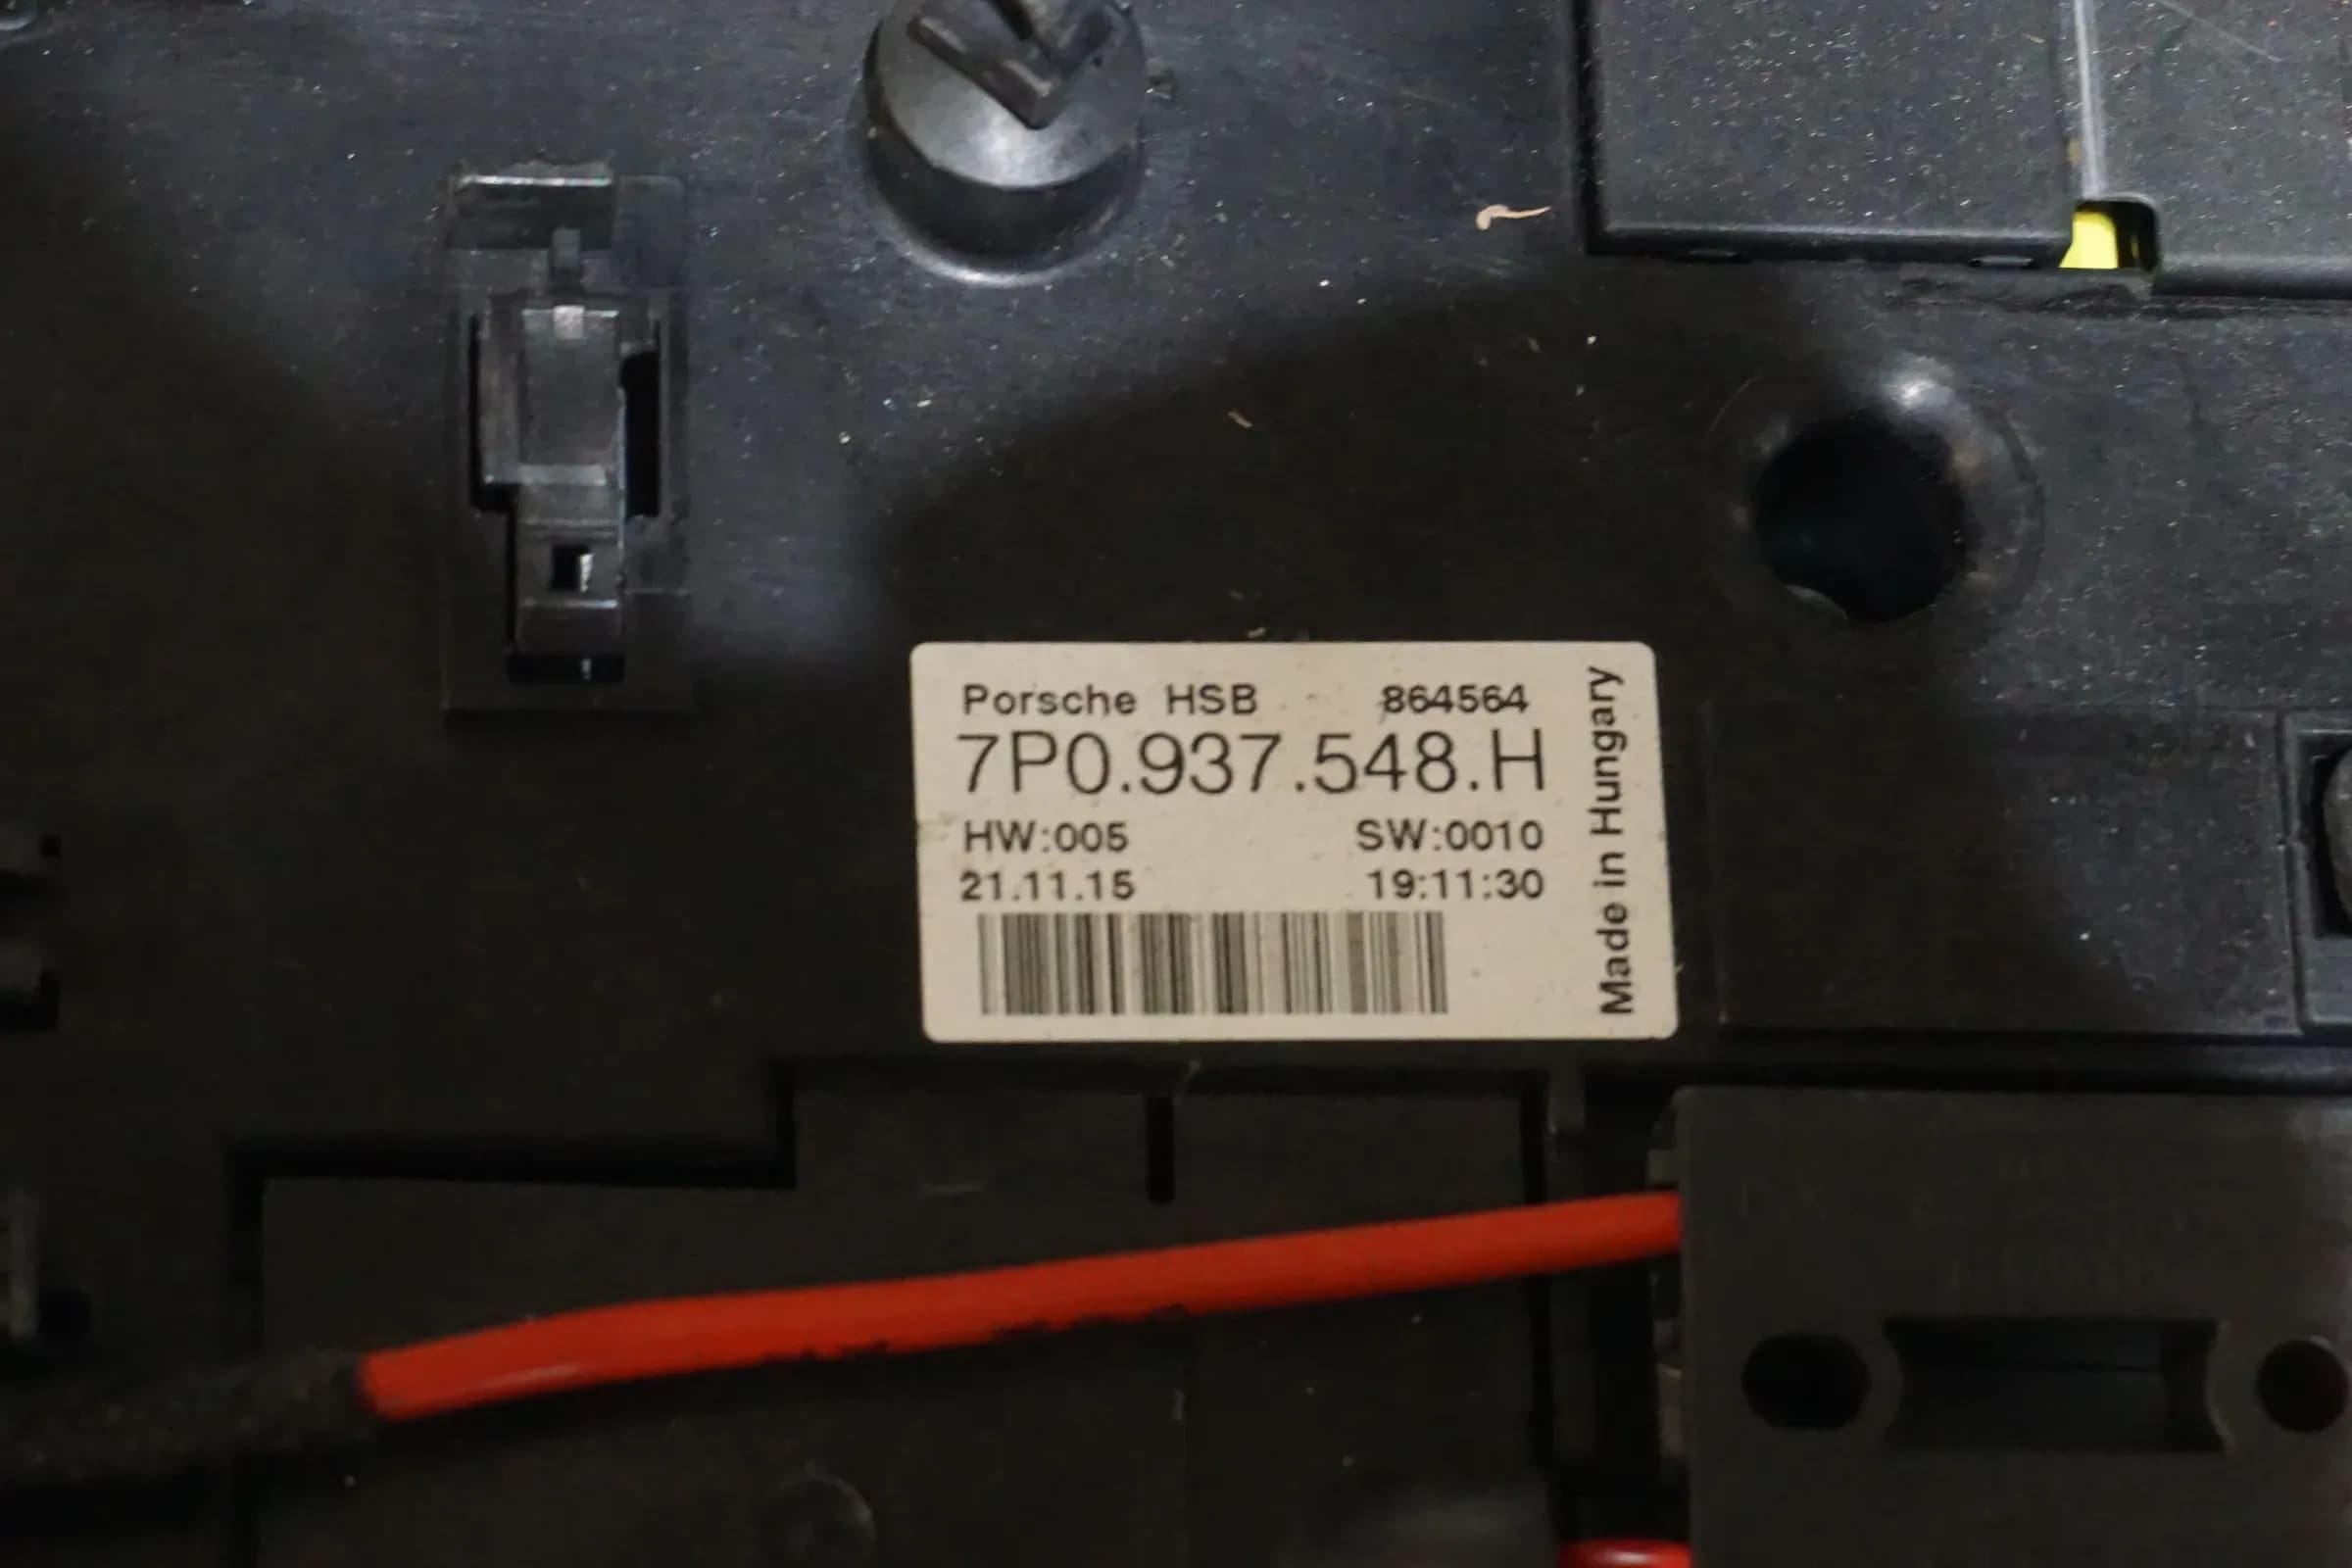 Porsche HSB 864564
7P0.937.548.H
HW:005 SW:0010
21.11.15 19:11:30
Made in Hungary